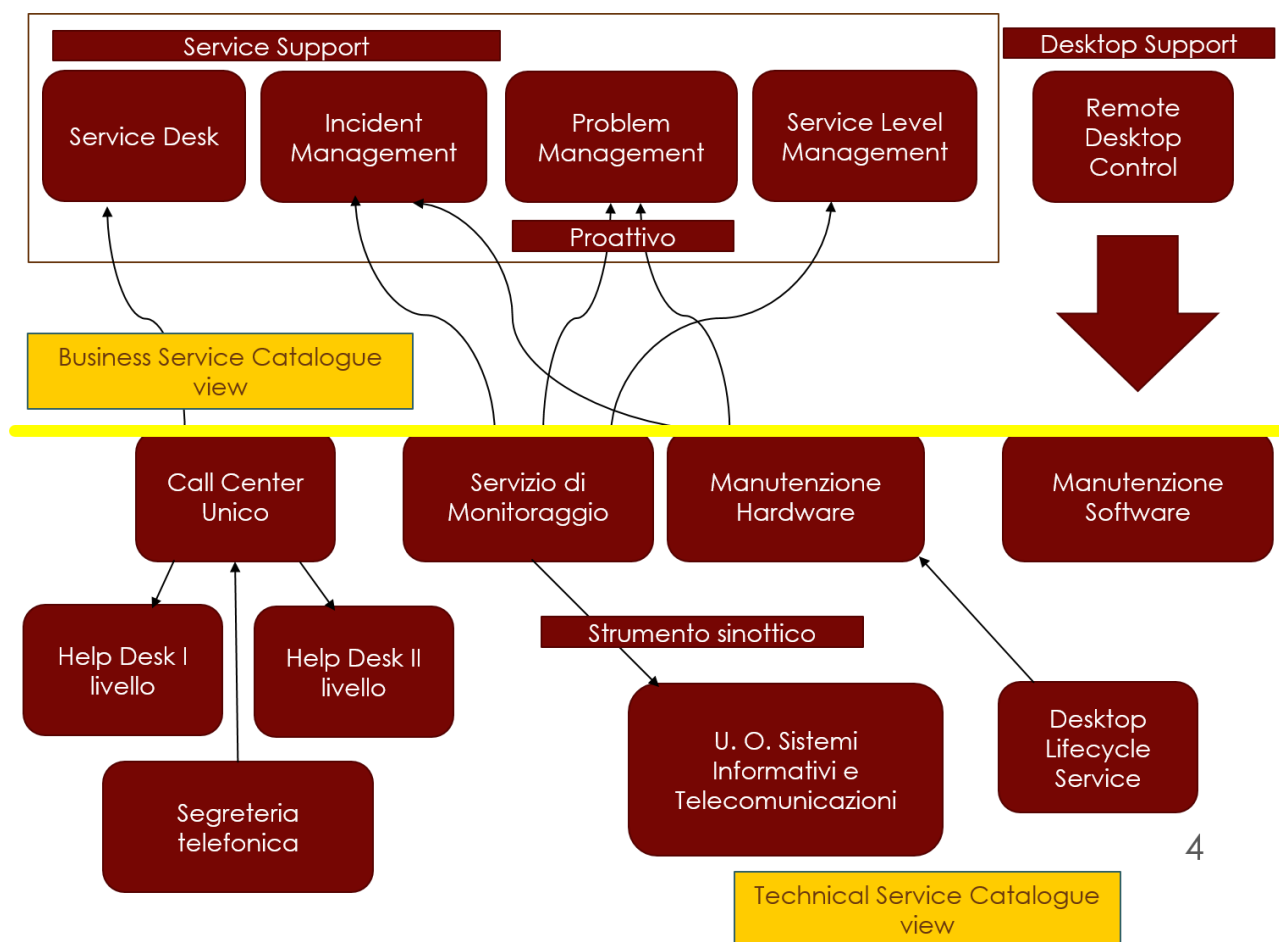 Service Support
Desktop Support
Service Desk
Incident
Management
Problem
Management
Service Level
Management
Remote
Desktop
Control
Proattivo
Business Service Catalogue
view
Call Center
Unico
Servizio di
Monitoraggio
Manutenzione
Hardware
Manutenzione
Software
Strumento sinottico
Help Desk I
livello
Help Desk II
livello
U. O. Sistemi
Informativi e
Telecomunicazioni
Desktop
Lifecycle
Service
Segreteria
telefonica
4
Technical Service Catalogue
view